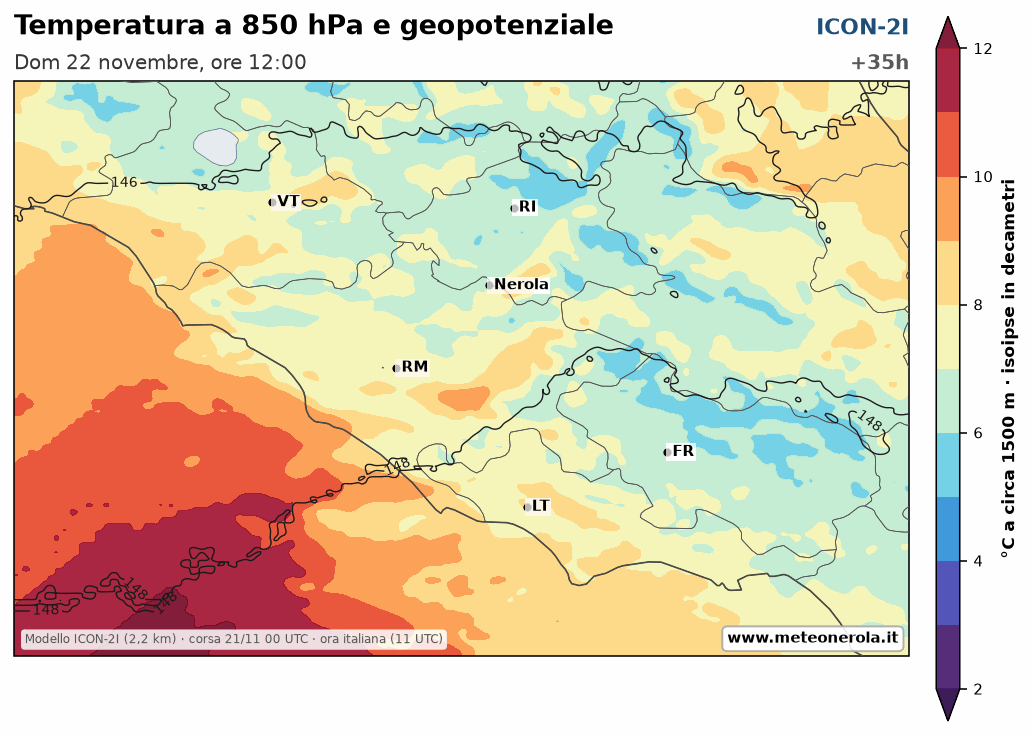 Temperatura a 850 hPa e geopotenziale
ICON-2I
Dom 22 novembre, ore 12:00
+35h
146
VT
RI
Nerola
RM
148
FR
148
LT
148
148
148
Modello ICON-2I (2,2 km) · corsa 21/11 00 UTC · ora italiana (11 UTC)
www.meteonerola.it
12
10
8
6
4
2
°C a circa 1500 m · isoipse in decametri